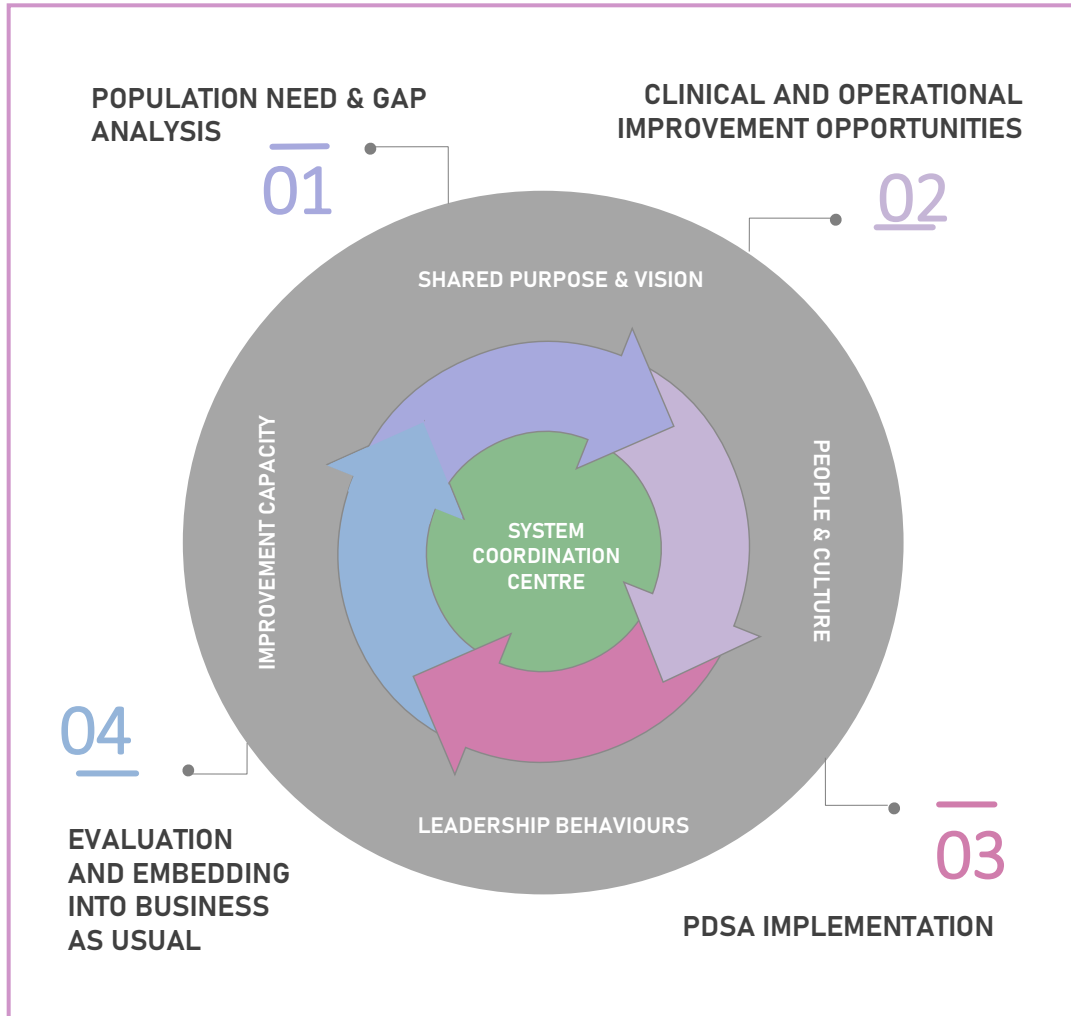 POPULATION NEED & GAP
ANALYSIS
01
CLINICAL AND OPERATIONAL
IMPROVEMENT OPPORTUNITIES
02
SHARED PURPOSE & VISION
IMPROVEMENT CAPACITY
SYSTEM
COORDINATION
CENTRE
PEOPLE & CULTURE
LEADERSHIP BEHAVIOURS
03
PDSA IMPLEMENTATION
04
EVALUATION
AND EMBEDDING
INTO BUSINESS
AS USUAL